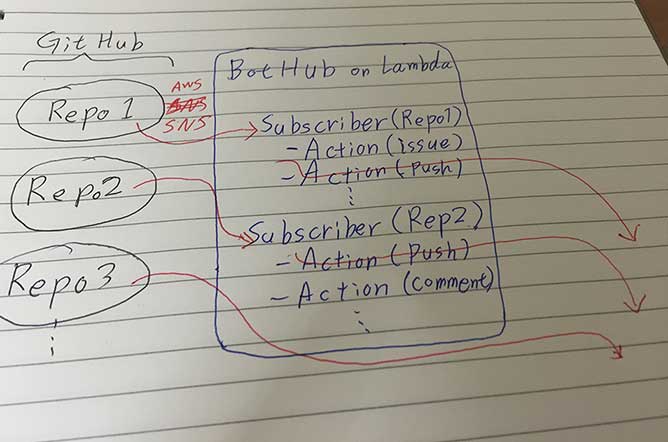 GitHub
Repo 1
AWS
SNS
Repo2
Repo3
BotHub on Lambda
Subscriber (Repo1)
- Action (issue)
- Action (Push)
Subscriber (Rep2)
- Action (Push)
- Action (comment)